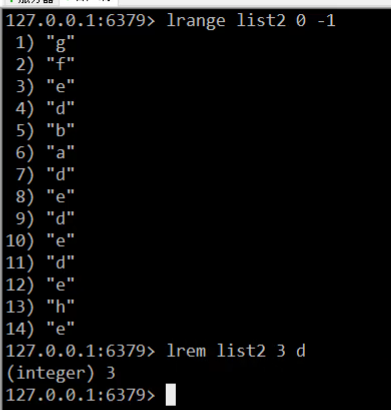 127.0.0.1:6379> lrange list2 0 -1
 1) "g"
 2) "f"
 3) "e"
 4) "d"
 5) "b"
 6) "a"
 7) "d"
 8) "e"
 9) "d"
10) "e"
11) "d"
12) "e"
13) "h"
14) "e"
127.0.0.1:6379> lrem list2 3 d
(integer) 3
127.0.0.1:6379>